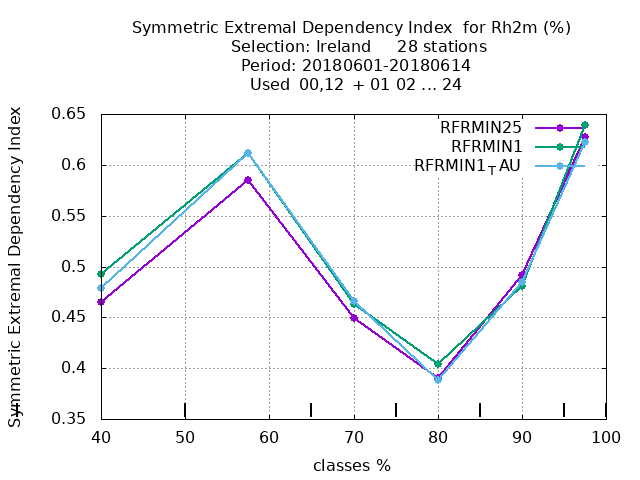 Symmetric Extremal Dependency Index for Rh2m (%)
Selection: Ireland 28 stations
Period: 20180601-20180614
Used 00,12 + 01 02 ... 24
Symmetric Extremal Dependency Index
0.65
0.6
0.55
0.5
0.45
0.4
0.35
RFRMIN25
RFRMIN1
RFRMIN1TAU
40 50 60 70 80 90 100
classes %